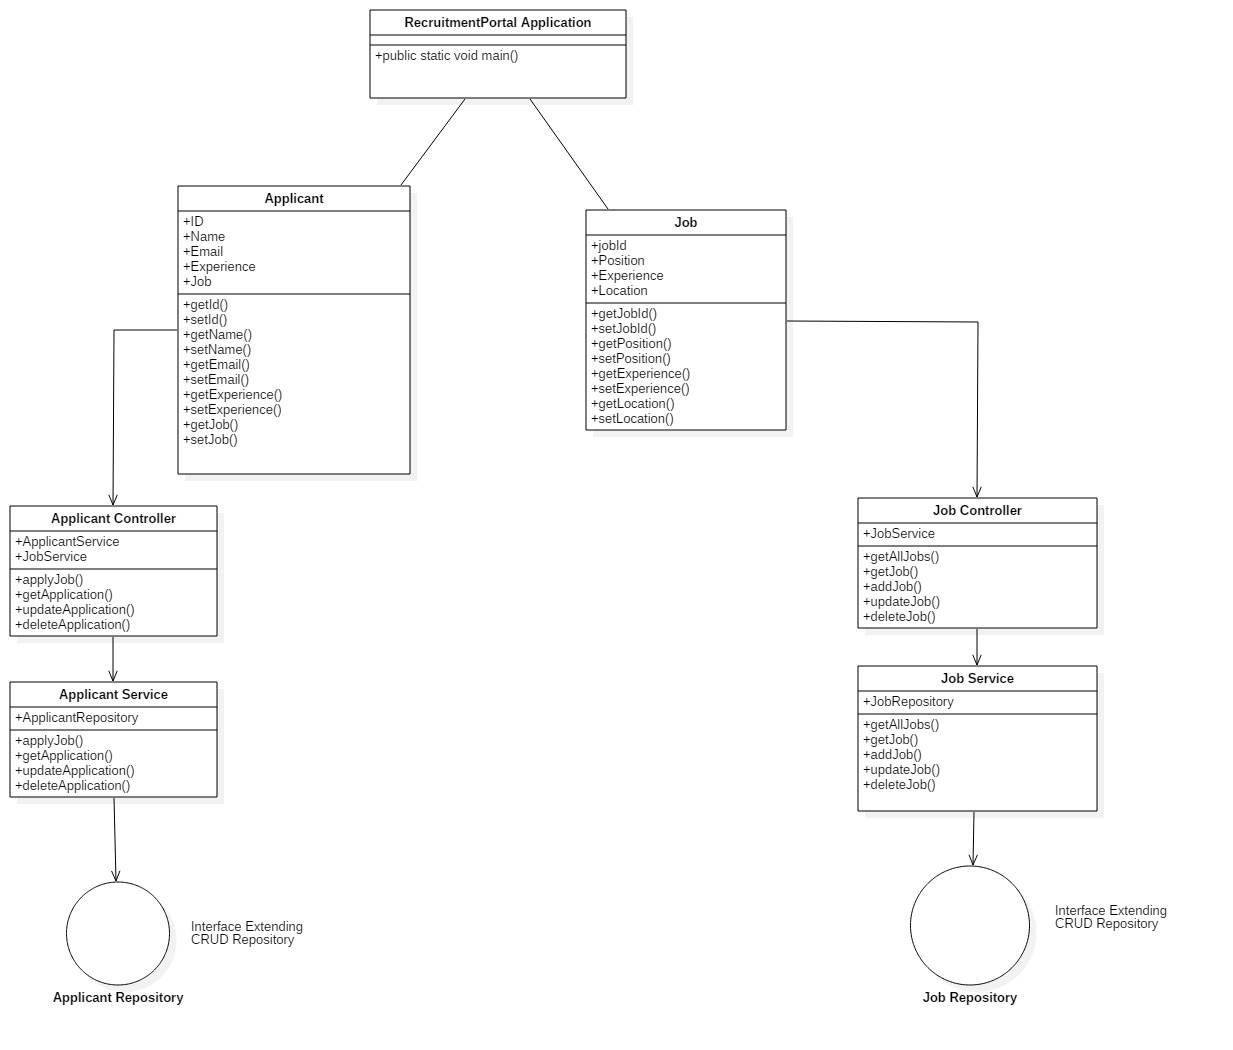 RecruitmentPortal Application
+public static void main()
Applicant
+ID
+Name
+Email
+Experience
+Job
+getId()
+setId()
+getName()
+setName()
+getEmail()
+setEmail()
+getExperience()
+setExperience()
+getJob()
+setJob()
Job
+jobId
+Position
+Experience
+Location
+getJobId()
+setJobId()
+getPosition()
+setPosition()
+getExperience()
+setExperience()
+getLocation()
+setLocation()
Applicant Controller
+ApplicantService
+JobService
+applyJob()
+getApplication()
+updateApplication()
+deleteApplication()
Job Controller
+JobService
+getAllJobs()
+getJob()
+addJob()
+updateJob()
+deleteJob()
Applicant Service
+ApplicantRepository
+applyJob()
+getApplication()
+updateApplication()
+deleteApplication()
Job Service
+JobRepository
+getAllJobs()
+getJob()
+addJob()
+updateJob()
+deleteJob()
Interface Extending
CRUD Repository
Applicant Repository
Interface Extending
CRUD Repository
Job Repository